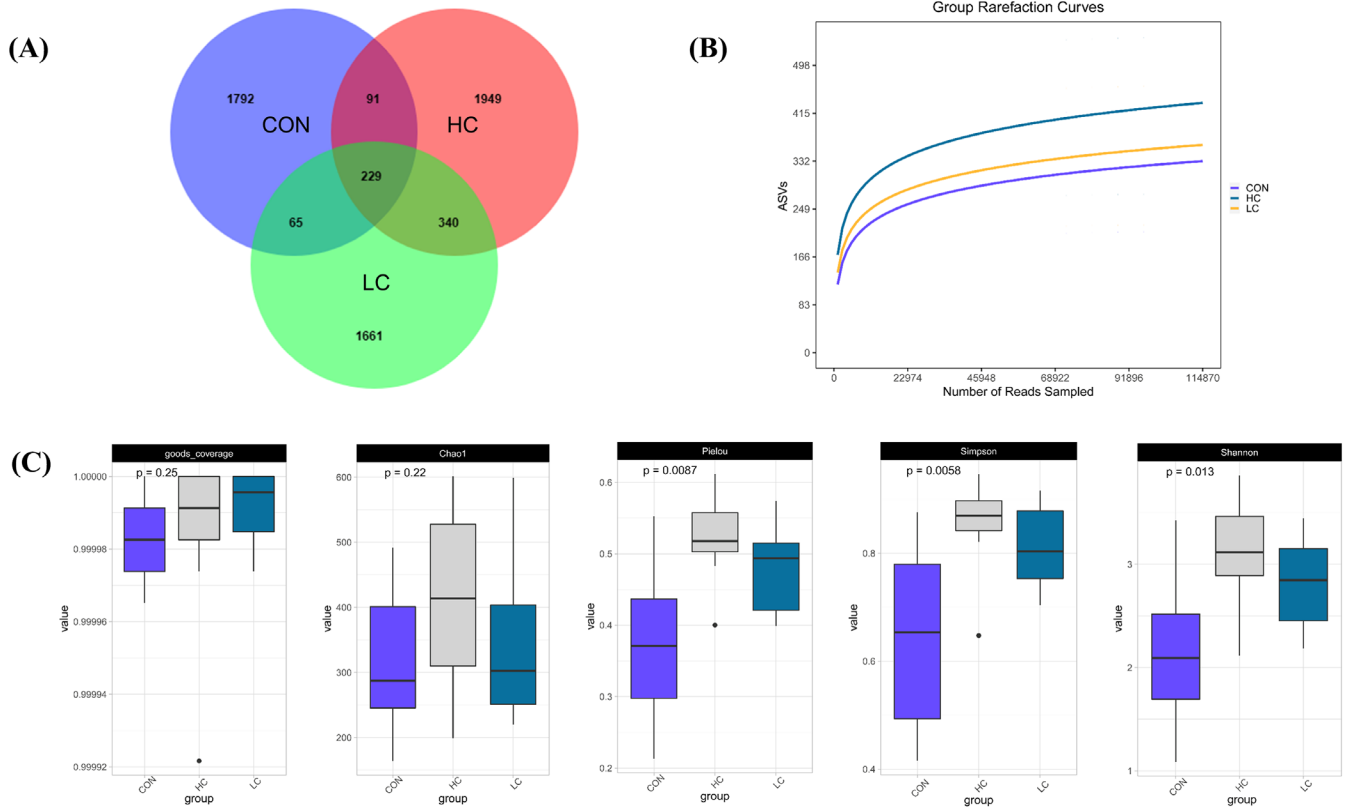 (A)
1792
CON
91
1949
HC
229
65
340
LC
1661
(B)
Group Rarefaction Curves
ASVs
498
415
332
249
166
83
0
0 22974 45948 68922 91896 114870
Number of Reads Sampled
CON
HC
LC
(C)
goods_coverage
p = 0.25
value
1.00000
0.99998
0.99996
0.99994
0.99992
CON HC LC
group
Chao1
p = 0.22
value
600
500
400
300
200
CON HC LC
group
Pielou
p = 0.0087
value
0.6
0.5
0.4
0.3
0.2
CON HC LC
group
Simpson
p = 0.0058
value
0.8
0.6
0.4
CON HC LC
group
Shannon
p = 0.013
value
3
2
1
CON HC LC
group